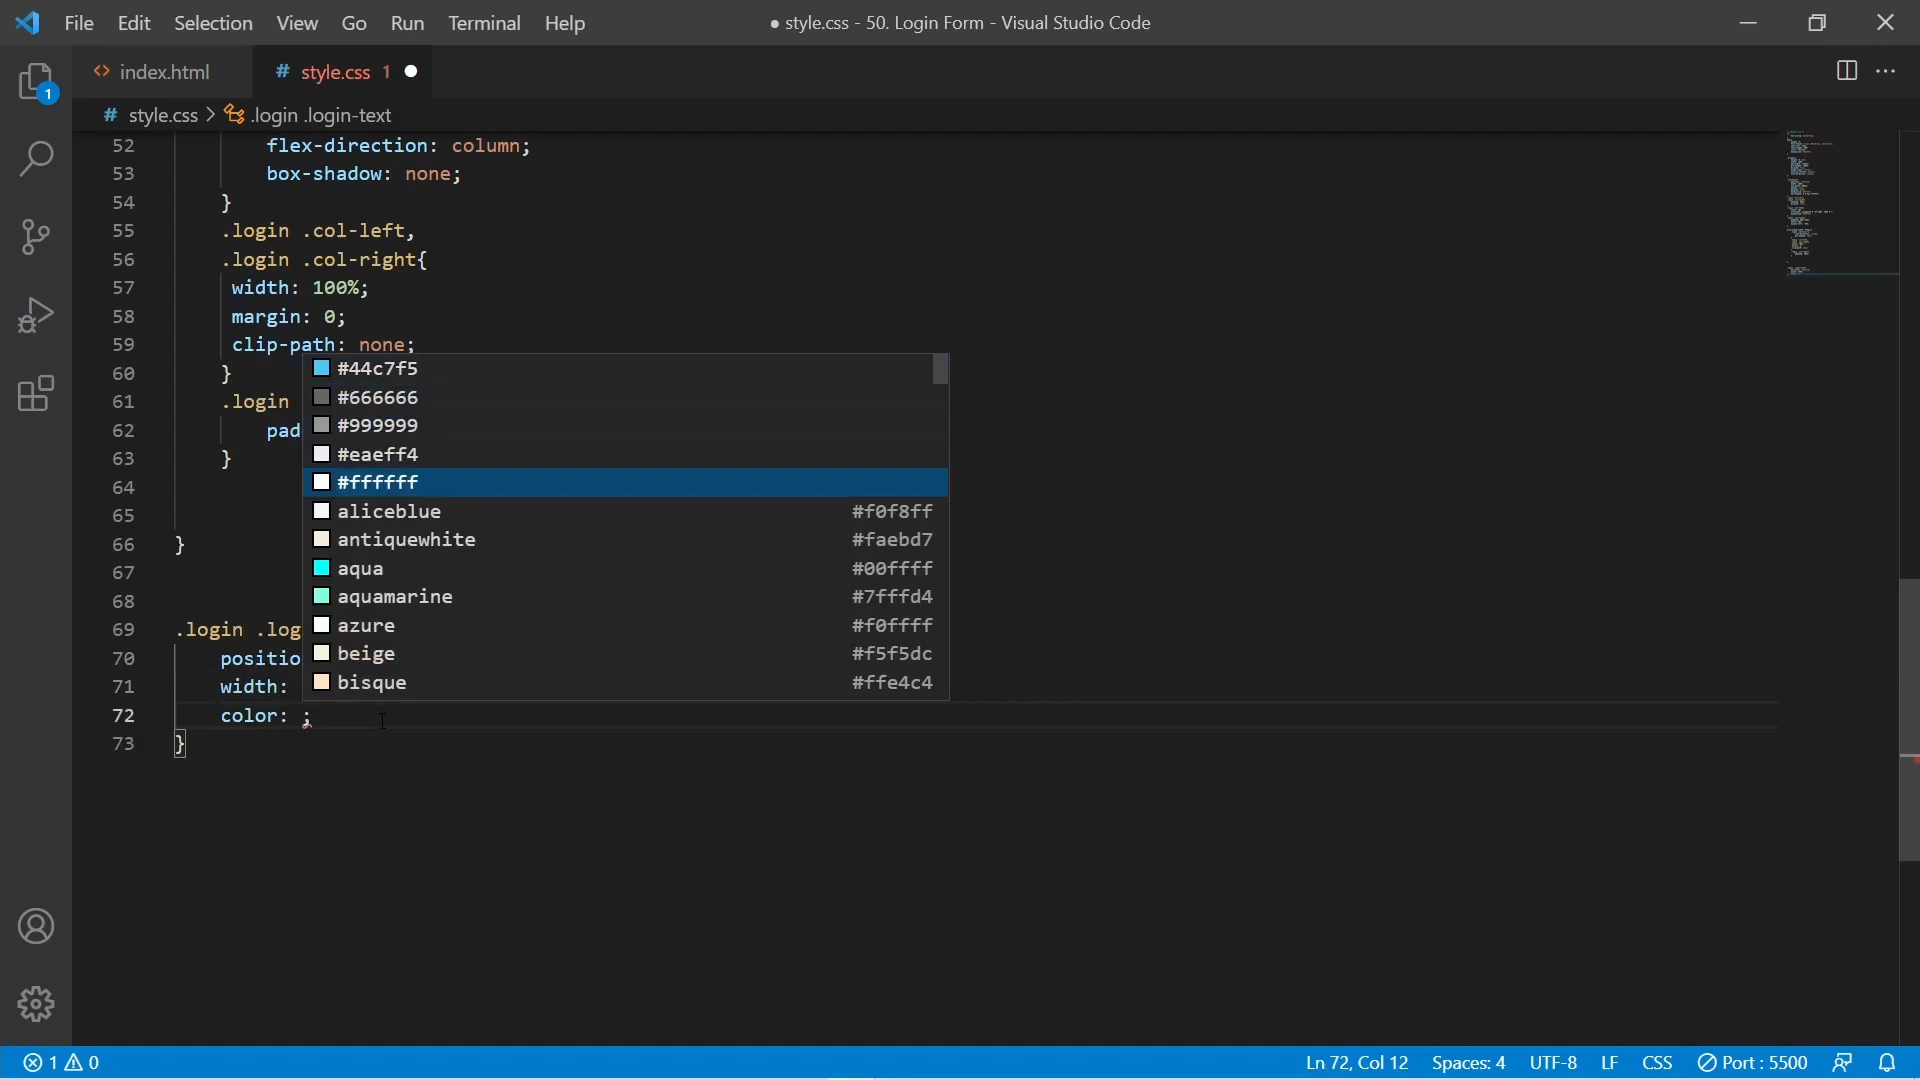 File Edit Selection View Go Run Terminal Help
● style.css - 50. Login Form - Visual Studio Code
1
<> index.html
# style.css 1 ●
# style.css > .login .login-text
52 flex-direction: column;
53 box-shadow: none;
54 }
55 .login .col-left,
56 .login .col-right{
57 width: 100%;
58 margin: 0;
59 clip-path: none;
60 }
61 .login
62 pad
63 }
64
65
66 }
67
68
69 .login .log
70 positio
71 width:
72 color: ;
73 }
#44c7f5
#666666
#999999
#eaeff4
#ffffff
aliceblue #f0f8ff
antiquewhite #faebd7
aqua #00ffff
aquamarine #7fffd4
azure #f0ffff
beige #f5f5dc
bisque #ffe4c4
1 0
Ln 72, Col 12 Spaces: 4 UTF-8 LF CSS Port : 5500